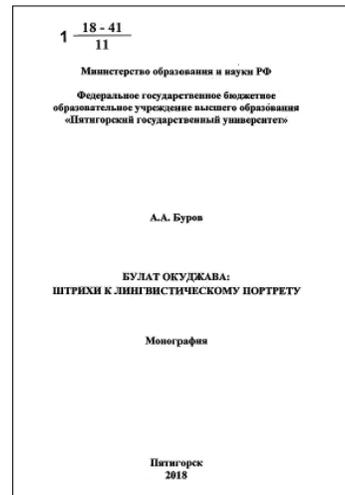 1 18 - 41
11
Министерство образования и науки РФ
Федеральное государственное бюджетное
образовательное учреждение высшего образования
«Пятигорский государственный университет»
А.А. Буров
БУЛАТ ОКУДЖАВА:
ШТРИХИ К ЛИНГВИСТИЧЕСКОМУ ПОРТРЕТУ
Монография
Пятигорск
2018